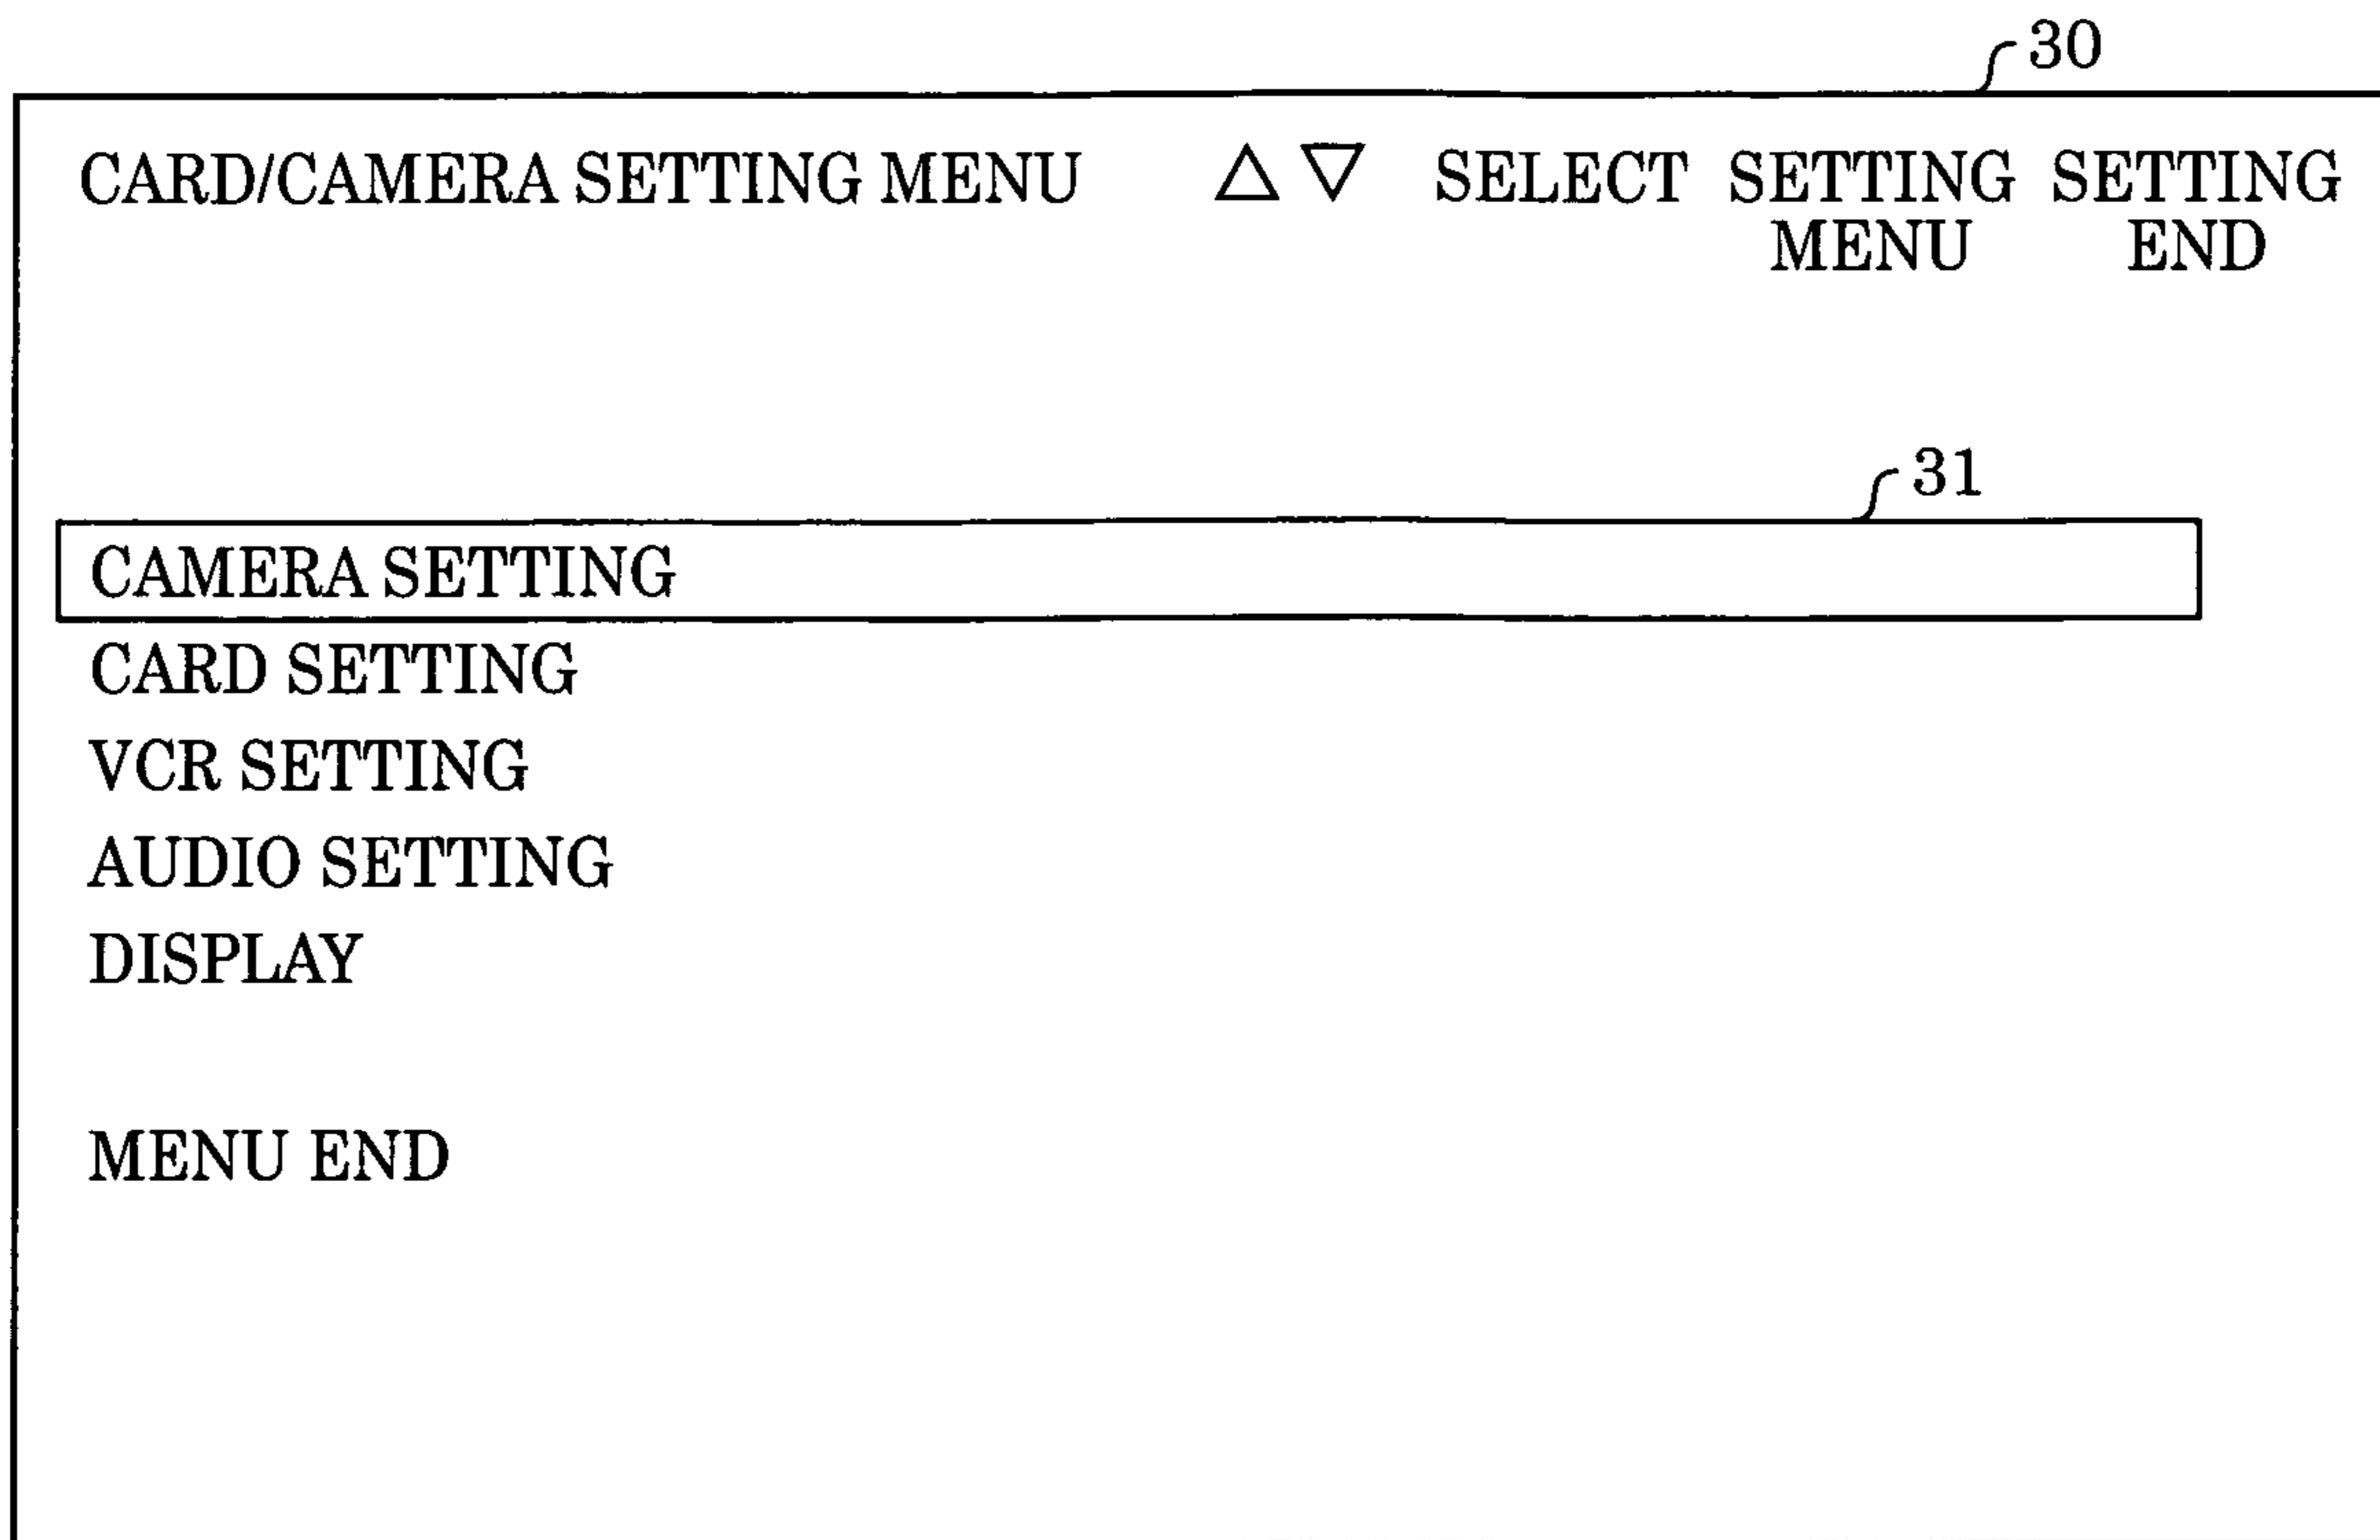 30
CARD/CAMERA SETTING MENU △ ▽ SELECT SETTING SETTING
MENU END
31
CAMERA SETTING
CARD SETTING
VCR SETTING
AUDIO SETTING
DISPLAY
MENU END